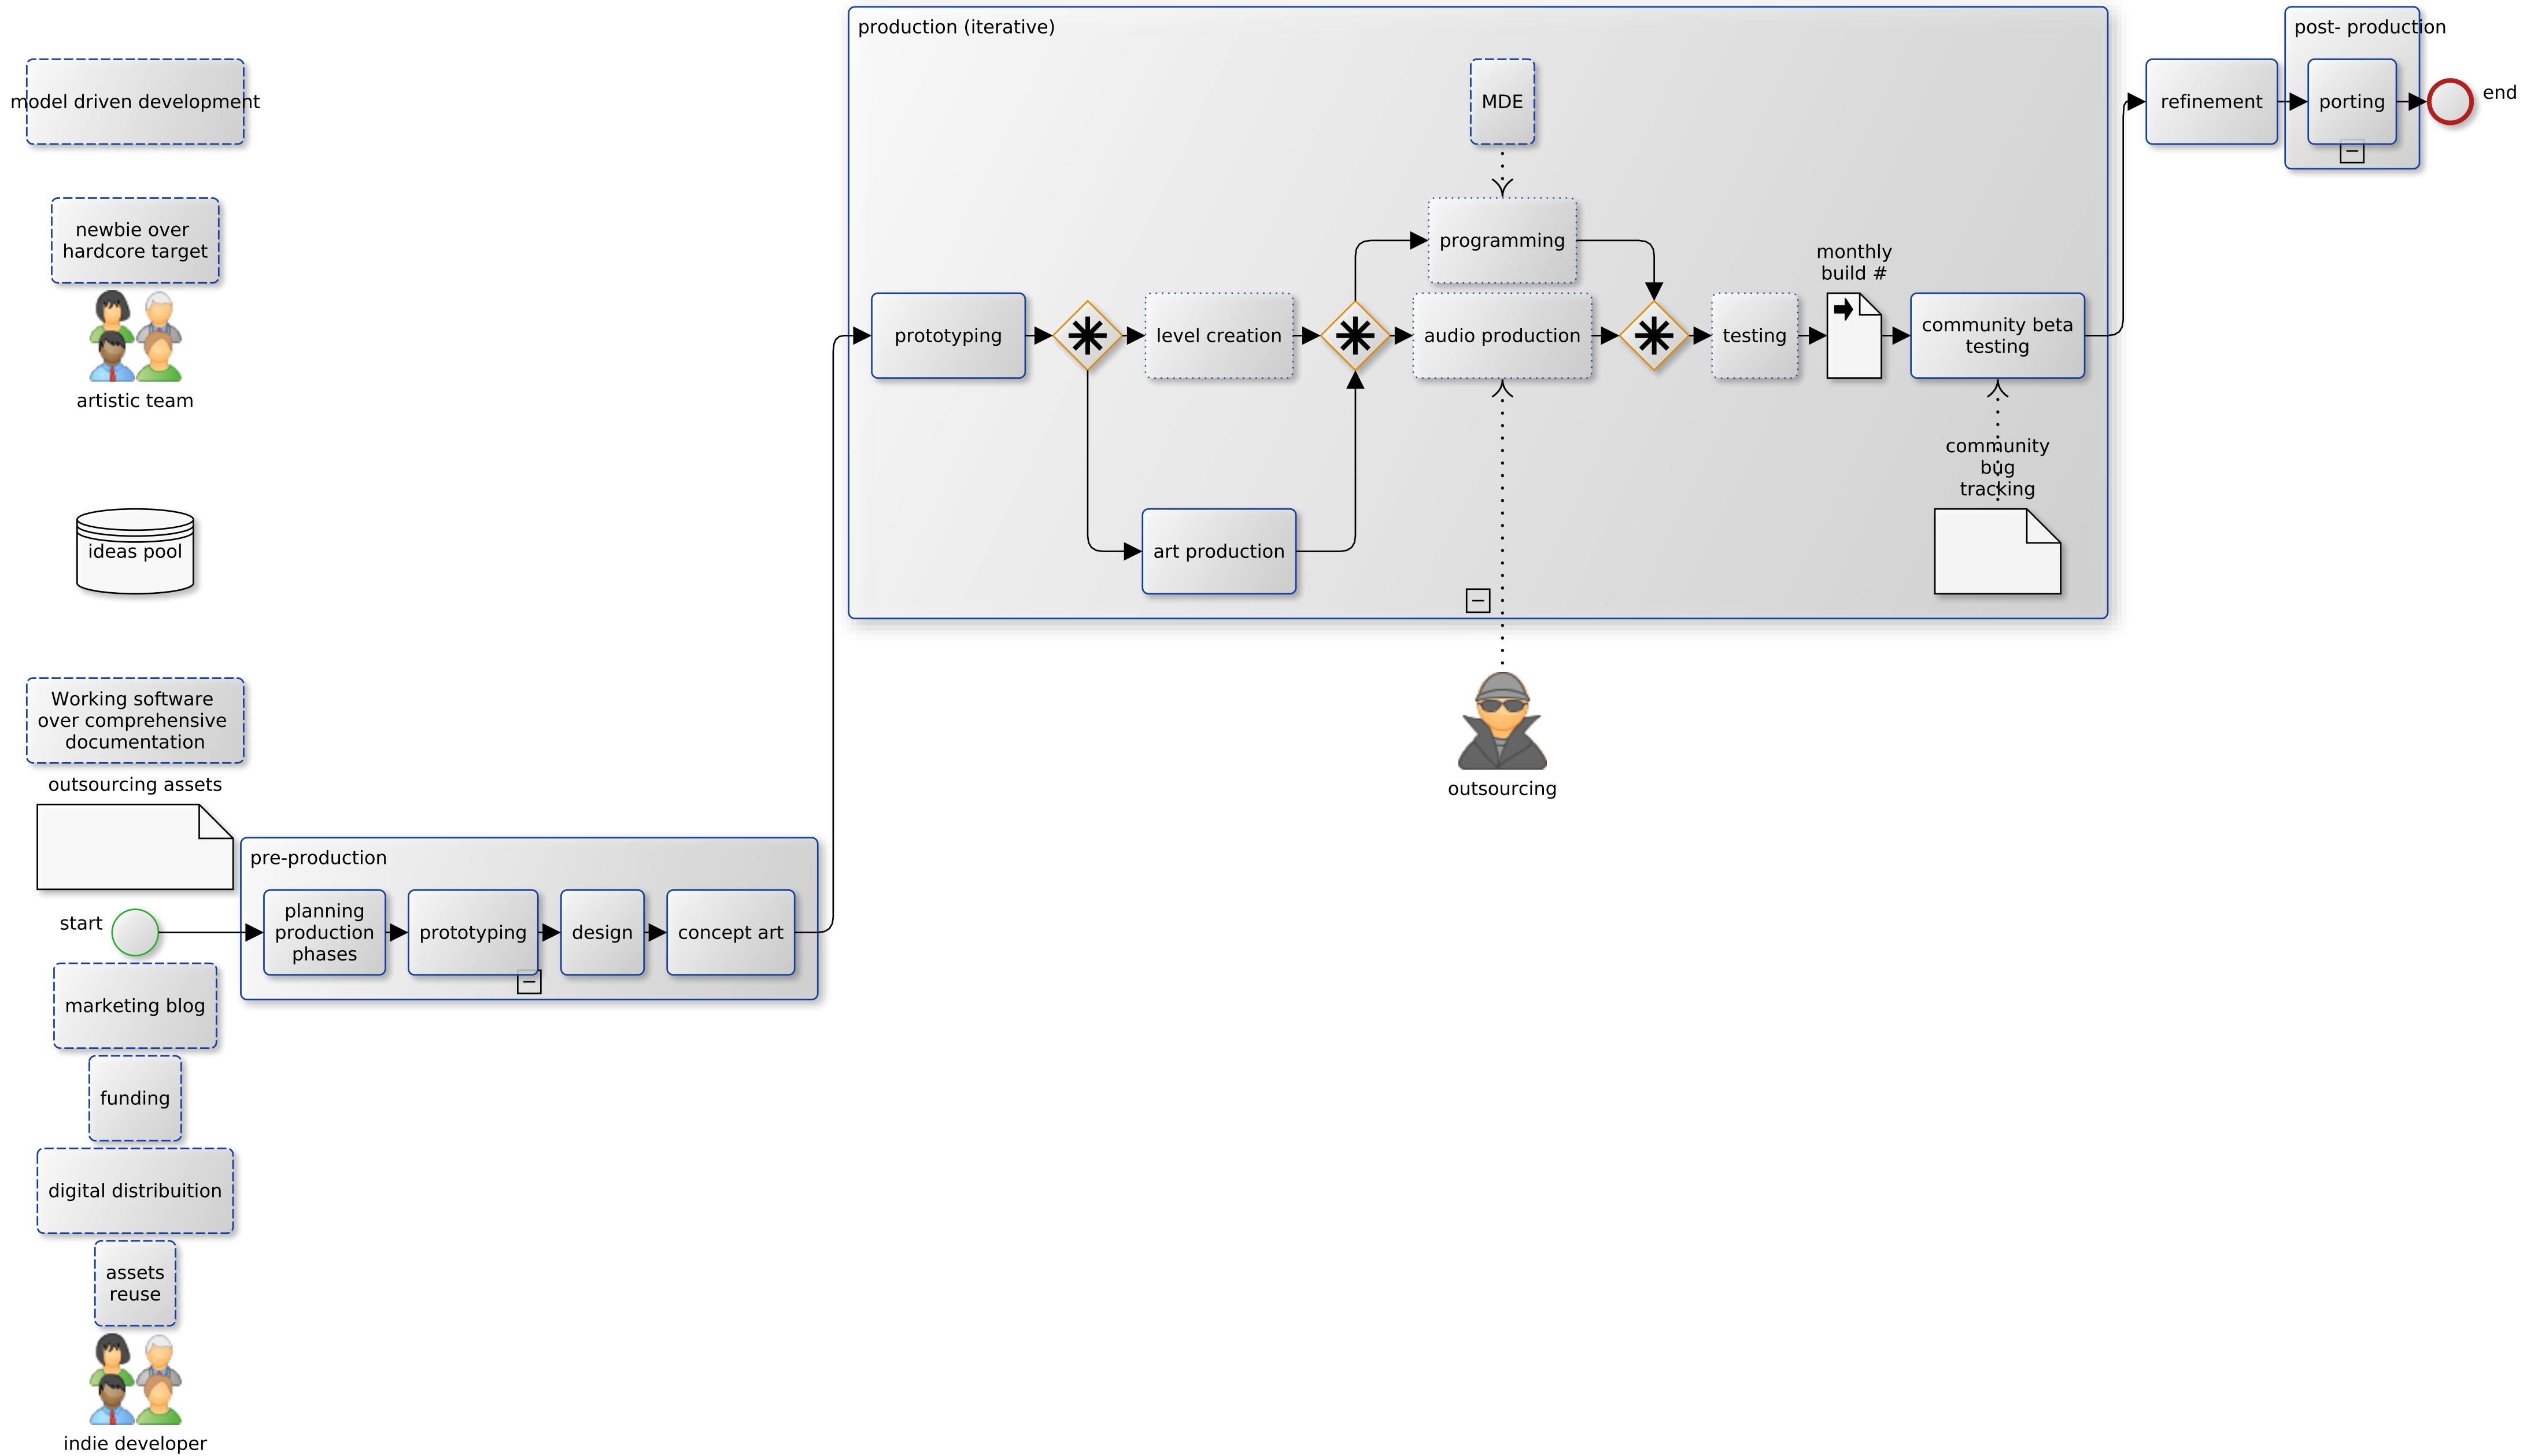 production (iterative)
post- production
model driven development
MDE
refinement
porting
end
newbie over
hardcore target
programming
monthly
build #
artistic team
prototyping
level creation
audio production
testing
community beta
testing
community
bug
tracking
ideas pool
art production
Working software
over comprehensive
documentation
outsourcing assets
outsourcing
pre-production
start
planning
production
phases
prototyping
design
concept art
marketing blog
funding
digital distribuition
assets
reuse
indie developer